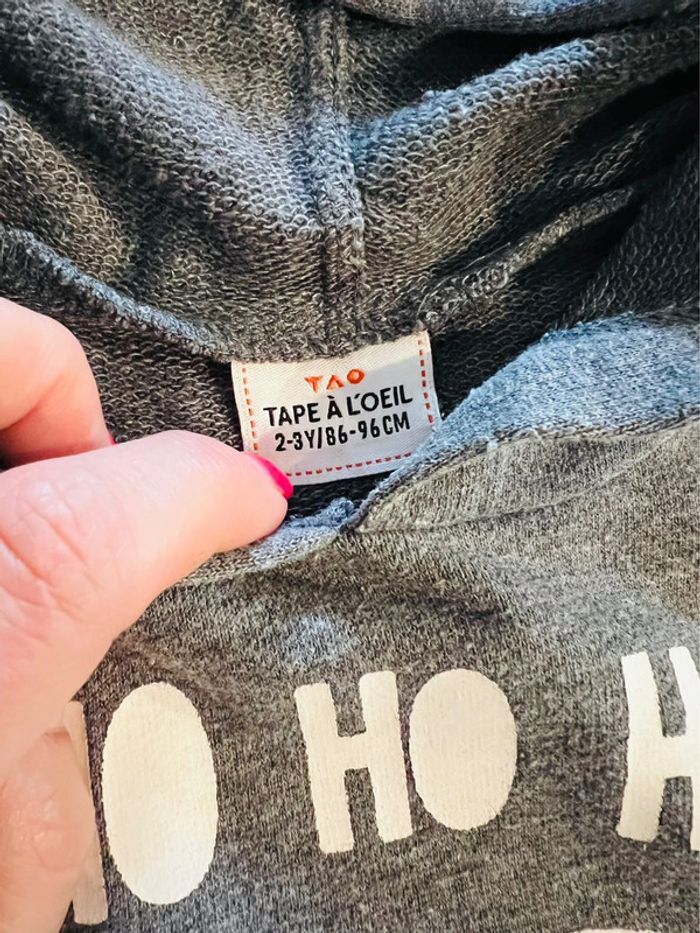 TAO
TAPE À L'OEIL
2-3Y/86-96CM
HO HO H